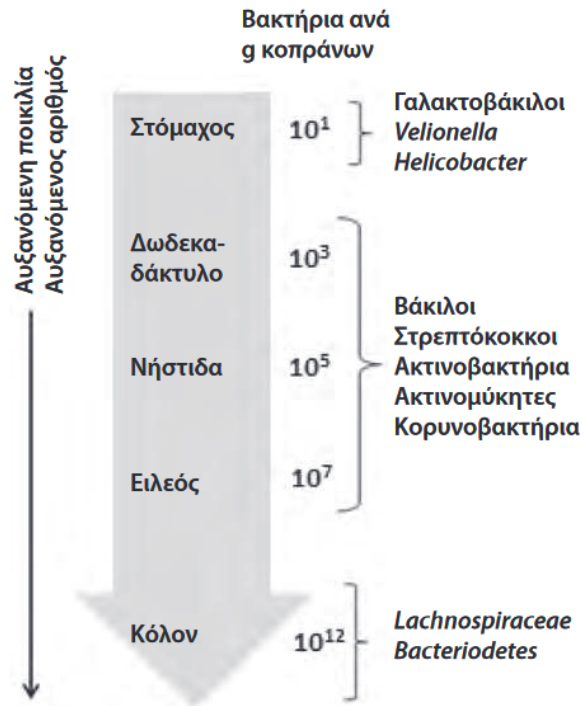 Βακτήρια ανά
g κοπράνων
Αυξανόμενη ποικιλία
Αυξανόμενος αριθμός
Στόμαχος
10¹
Γαλακτοβάκιλοι
Velionella
Helicobacter
Δωδεκα-
δάκτυλο
10³
Νήστιδα
10⁵
Ειλεός
10⁷
Βάκιλοι
Στρεπτόκοκκοι
Ακτινοβακτήρια
Ακτινομύκητες
Κορυνοβακτήρια
Κόλον
10¹²
Lachnospiraceae
Bacteriodetes